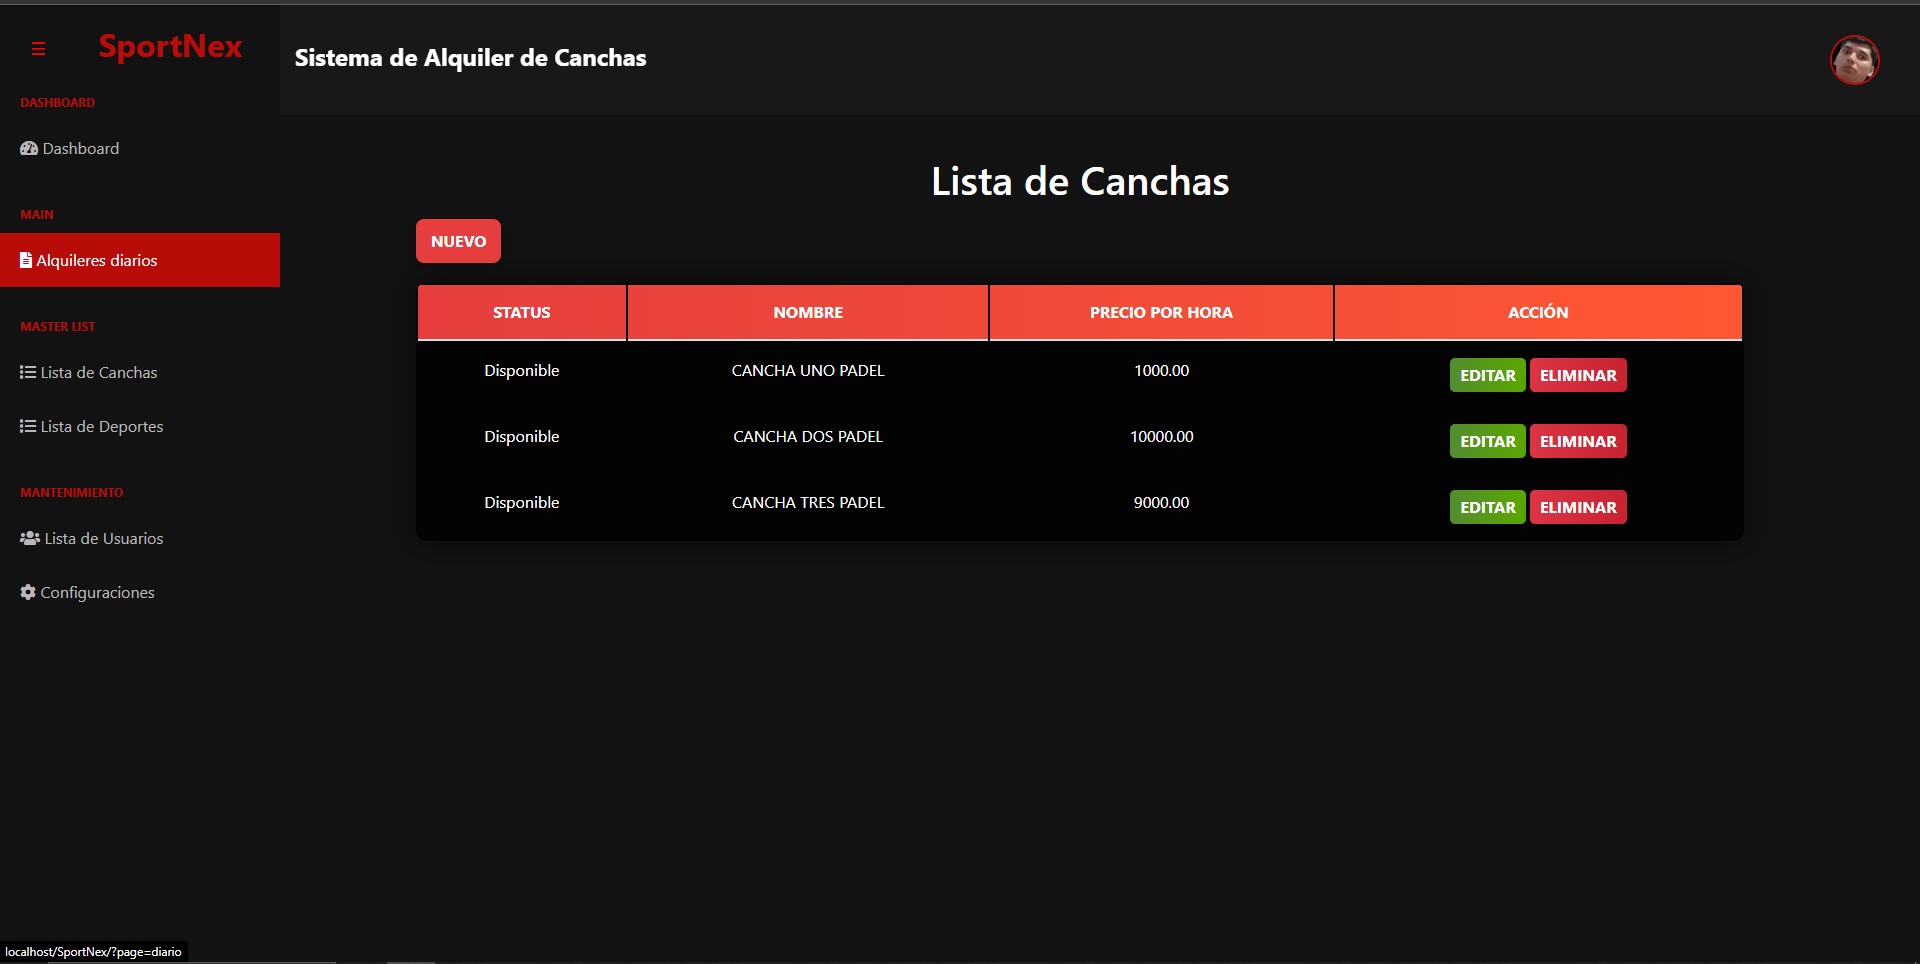 SportNex
Sistema de Alquiler de Canchas
DASHBOARD
Dashboard
MAIN
Alquileres diarios
MASTER LIST
Lista de Canchas
Lista de Deportes
MANTENIMIENTO
Lista de Usuarios
Configuraciones
Lista de Canchas
NUEVO
STATUS NOMBRE PRECIO POR HORA ACCIÓN
Disponible CANCHA UNO PADEL 1000.00 EDITAR ELIMINAR
Disponible CANCHA DOS PADEL 10000.00 EDITAR ELIMINAR
Disponible CANCHA TRES PADEL 9000.00 EDITAR ELIMINAR
localhost/SportNex/?page=diario